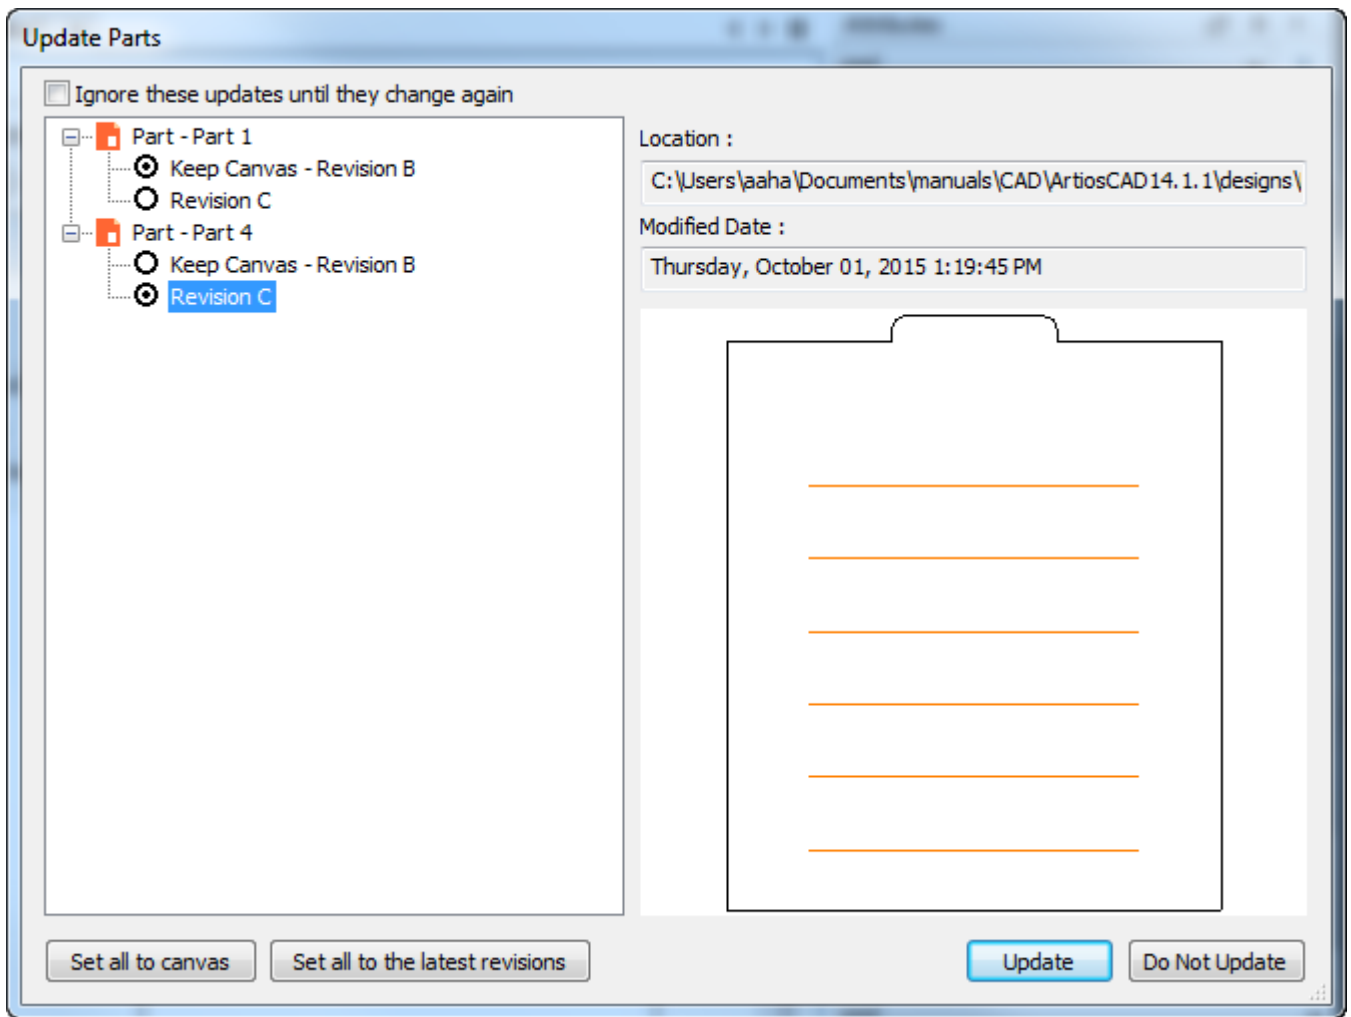 Update Parts
Ignore these updates until they change again
Part - Part 1
Keep Canvas - Revision B
Revision C
Part - Part 4
Keep Canvas - Revision B
Revision C
Location :
C:\Users\aaha\Documents\manuals\CAD\ArtiosCAD14.1.1\designs\
Modified Date :
Thursday, October 01, 2015 1:19:45 PM
Set all to canvas
Set all to the latest revisions
Update
Do Not Update